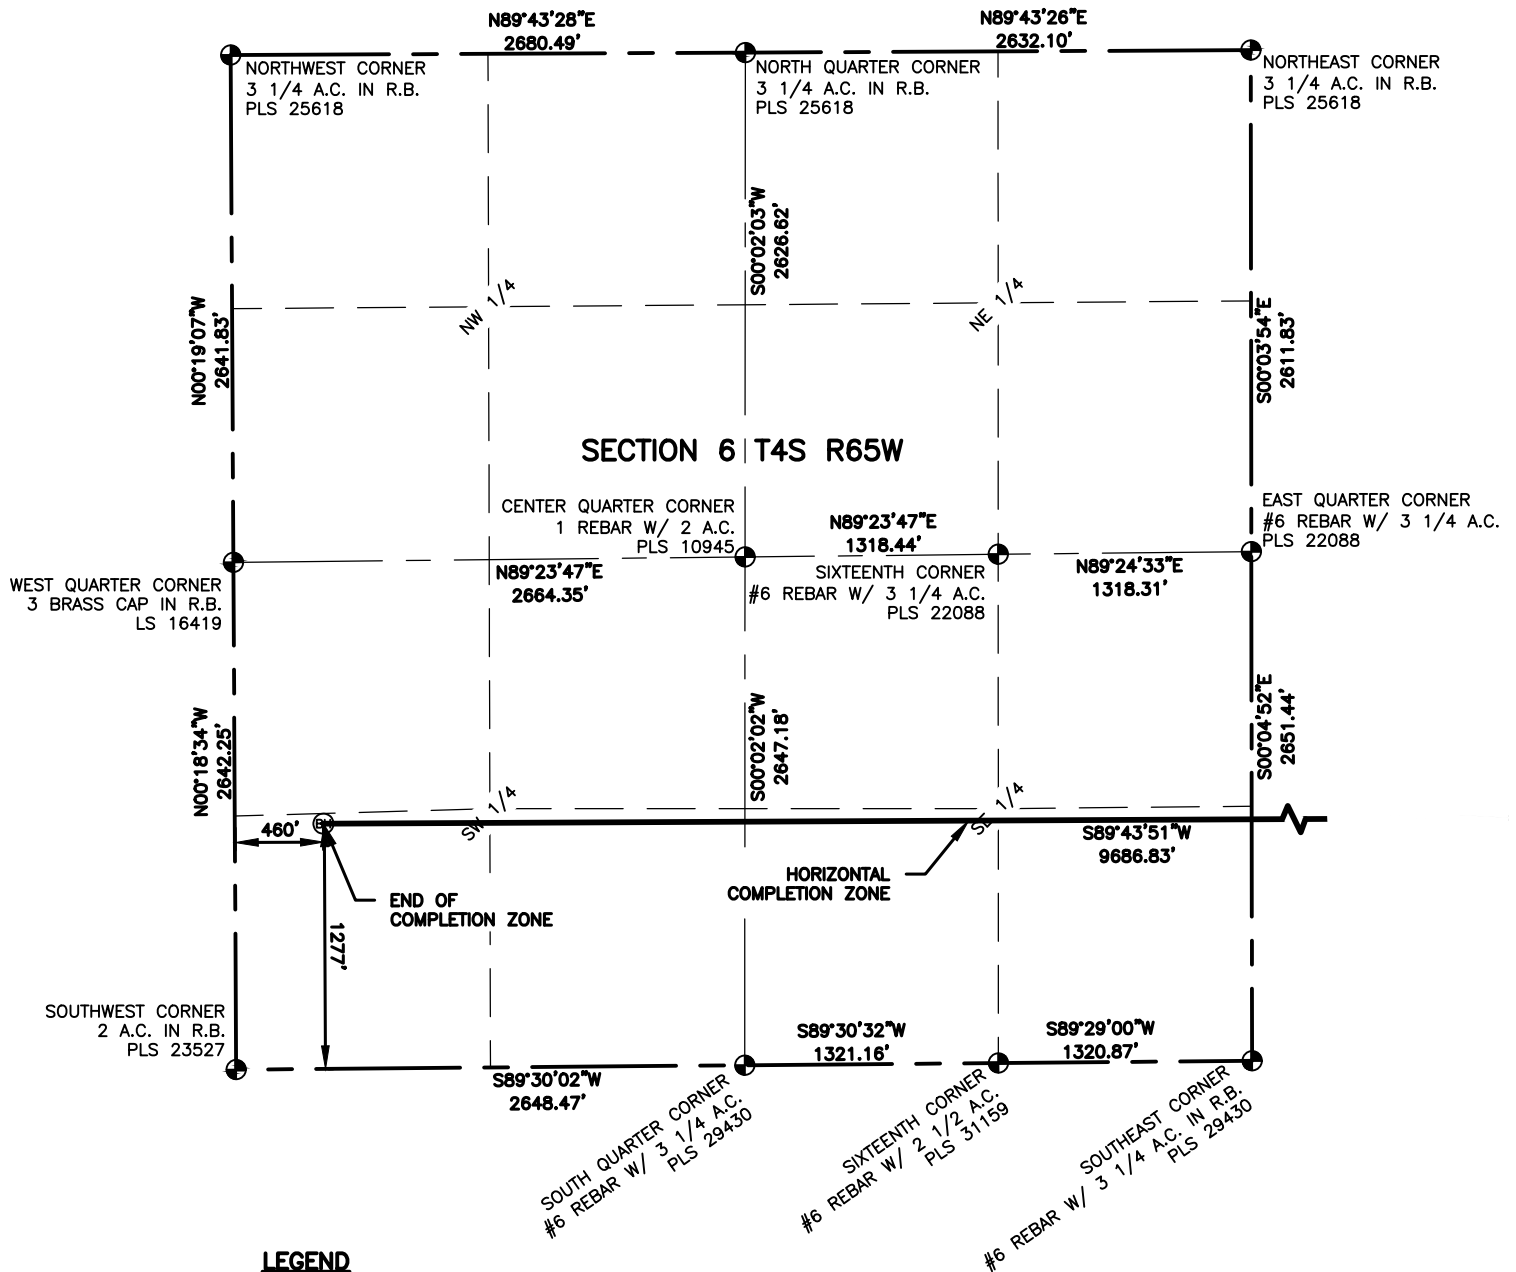 N89°43'28"E
2680.49'
N89°43'26"E
2632.10'
NORTHWEST CORNER
3 1/4 A.C. IN R.B.
PLS 25618
NORTH QUARTER CORNER
3 1/4 A.C. IN R.B.
PLS 25618
NORTHEAST CORNER
3 1/4 A.C. IN R.B.
PLS 25618
S00°02'03"W
2626.62'
NW 1/4
NE 1/4
N00°19'07"W
2641.83'
S00°03'54"E
2611.83'
SECTION 6 T4S R65W
CENTER QUARTER CORNER
1 REBAR W/ 2 A.C.
PLS 10945
N89°23'47"E
1318.44'
EAST QUARTER CORNER
#6 REBAR W/ 3 1/4 A.C.
PLS 22088
WEST QUARTER CORNER
3 BRASS CAP IN R.B.
LS 16419
N89°23'47"E
2664.35'
SIXTEENTH CORNER
#6 REBAR W/ 3 1/4 A.C.
PLS 22088
N89°24'33"E
1318.31'
N00°18'34"W
2642.25'
S00°02'02"W
2647.18'
S00°04'52"E
2651.44'
SW 1/4
SE 1/4
460'
BH
S89°43'51"W
9686.83'
HORIZONTAL
COMPLETION ZONE
END OF
COMPLETION ZONE
1277'
SOUTHWEST CORNER
2 A.C. IN R.B.
PLS 23527
S89°30'32"W
1321.16'
S89°29'00"W
1320.87'
S89°30'02"W
2648.47'
SOUTH QUARTER CORNER
#6 REBAR W/ 3 1/4 A.C.
PLS 29430
SIXTEENTH CORNER
#6 REBAR W/ 2 1/2 A.C.
PLS 31159
SOUTHEAST CORNER
#6 REBAR W/ 3 1/4 A.C. IN R.B.
PLS 29430
LEGEND